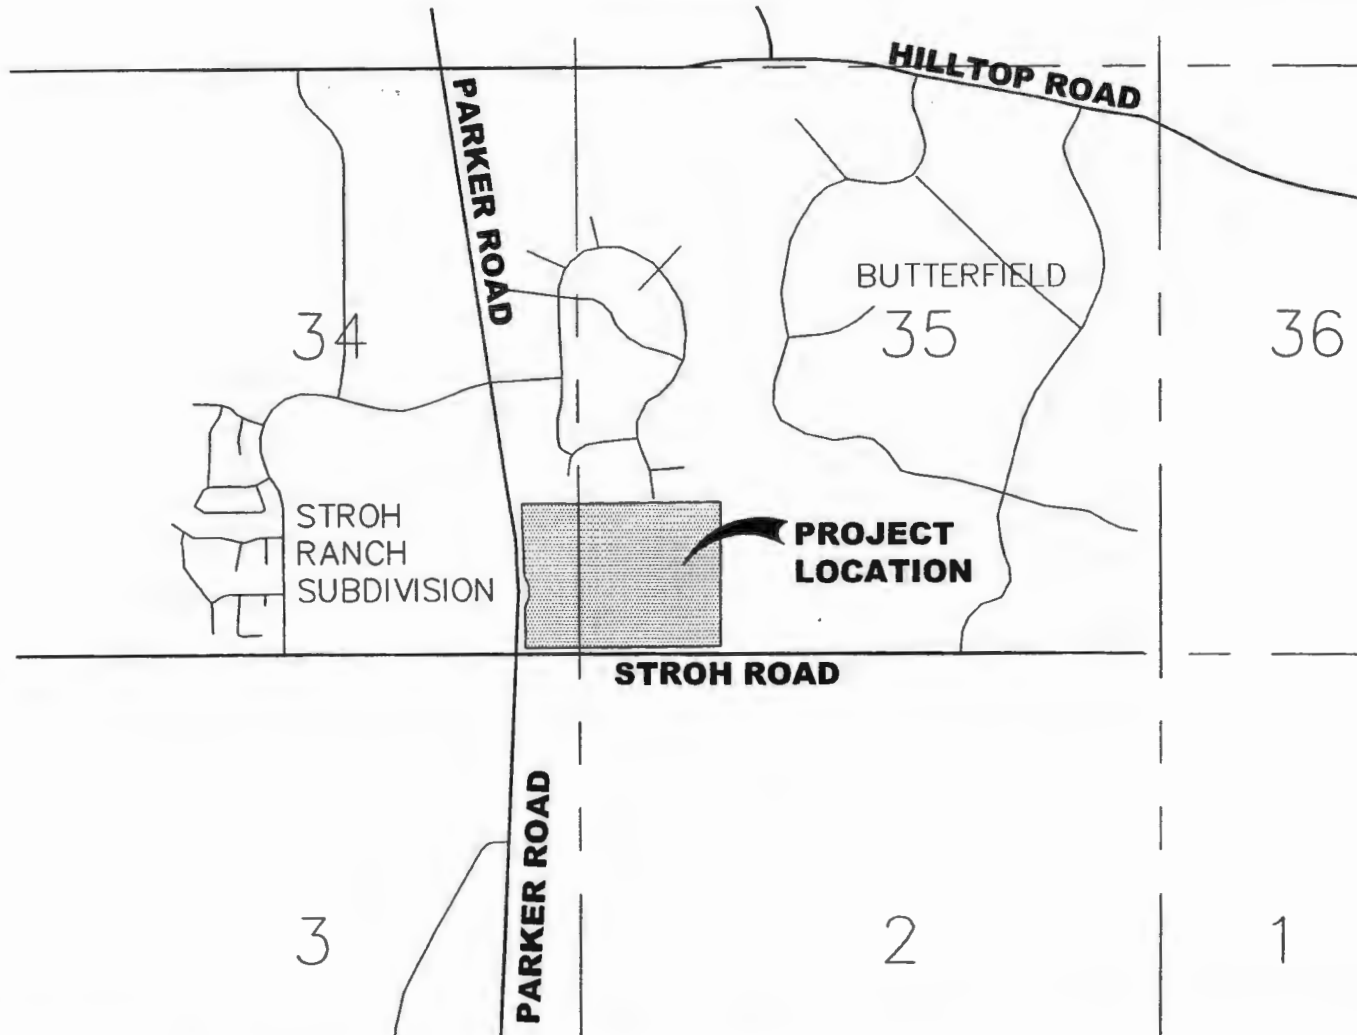 HILLTOP ROAD
PARKER ROAD
BUTTERFIELD
34
35
36
STROH
RANCH
SUBDIVISION
PROJECT
LOCATION
STROH ROAD
PARKER ROAD
3
2
1